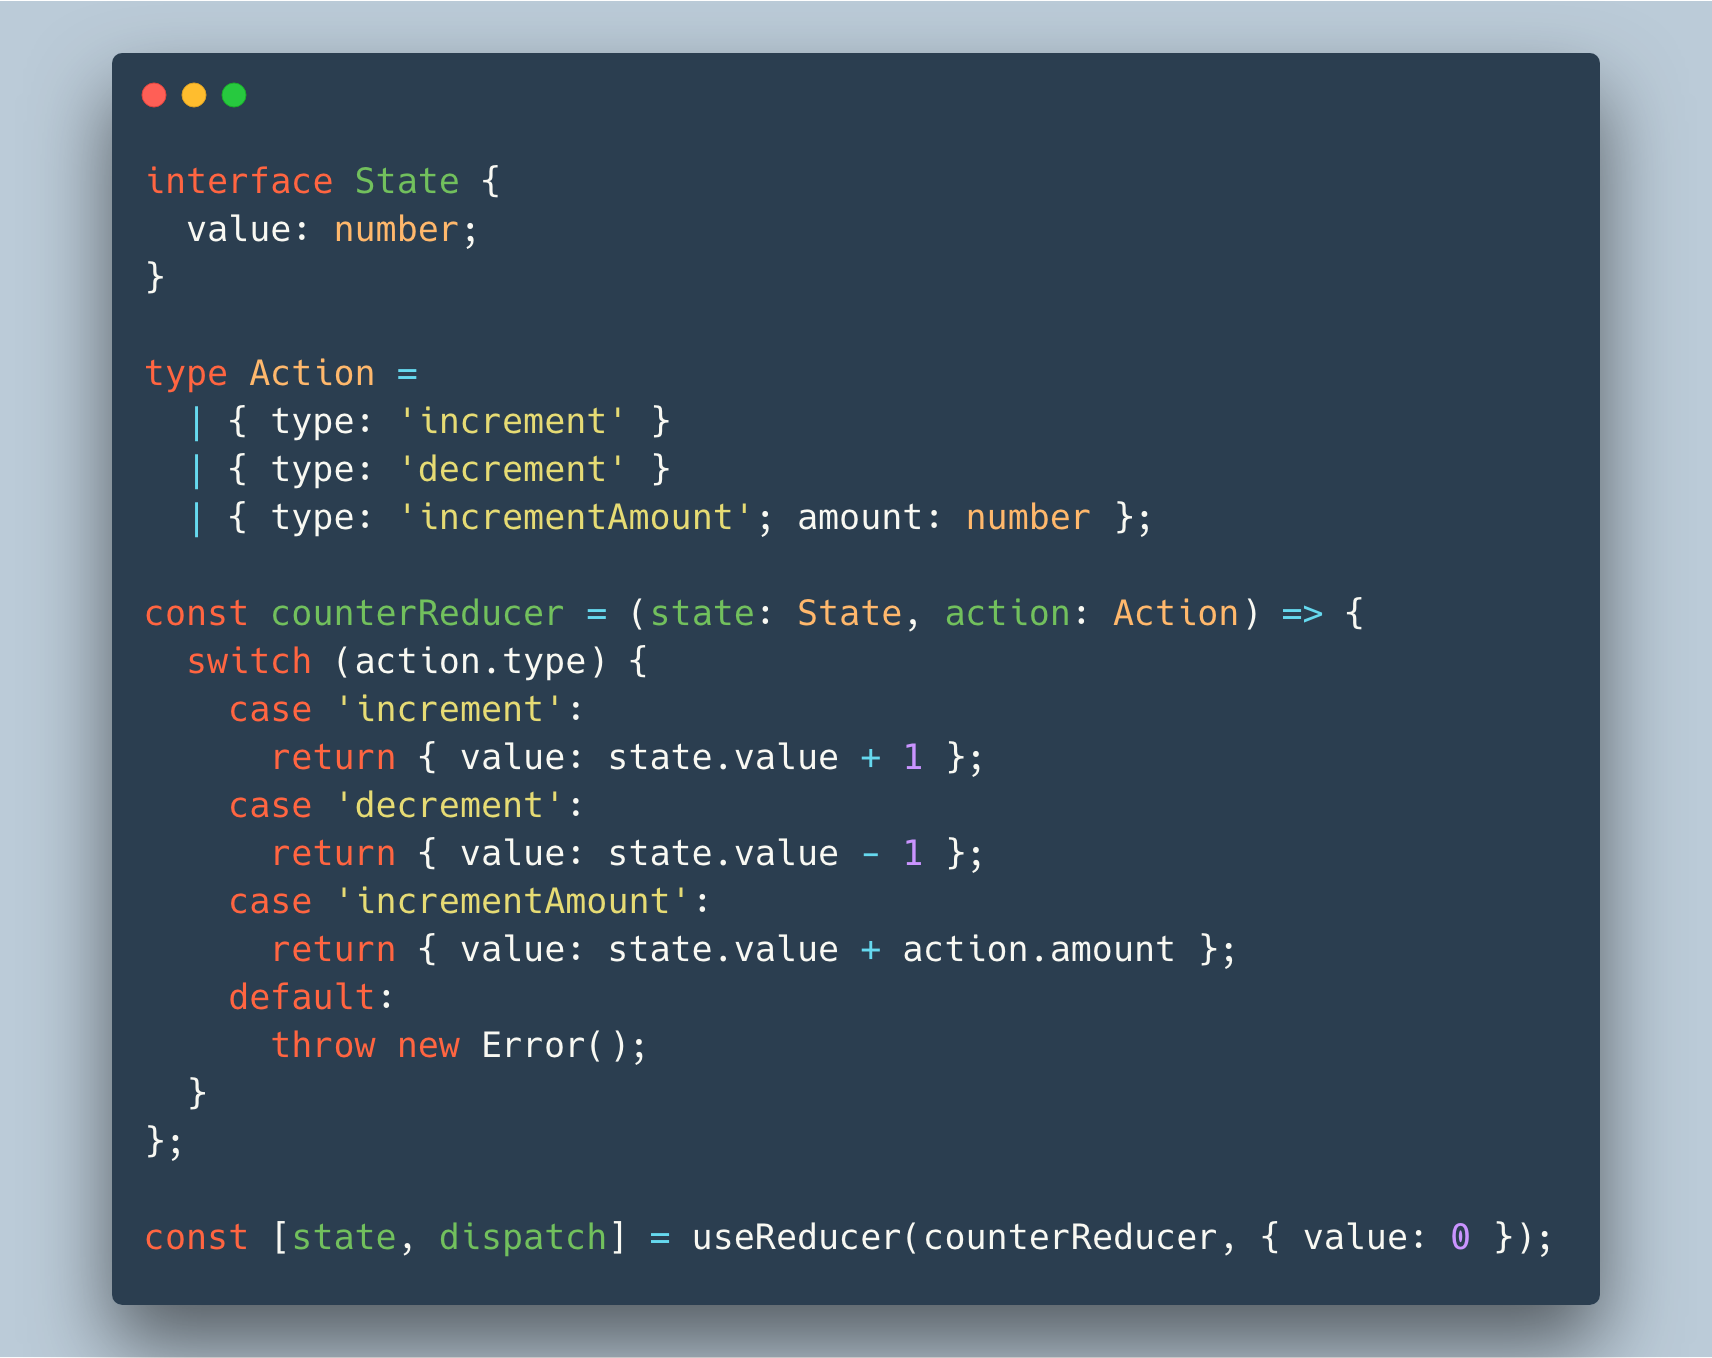 interface State {
  value: number;
}

type Action =
  | { type: 'increment' }
  | { type: 'decrement' }
  | { type: 'incrementAmount'; amount: number };

const counterReducer = (state: State, action: Action) => {
  switch (action.type) {
    case 'increment':
      return { value: state.value + 1 };
    case 'decrement':
      return { value: state.value - 1 };
    case 'incrementAmount':
      return { value: state.value + action.amount };
    default:
      throw new Error();
  }
};

const [state, dispatch] = useReducer(counterReducer, { value: 0 });